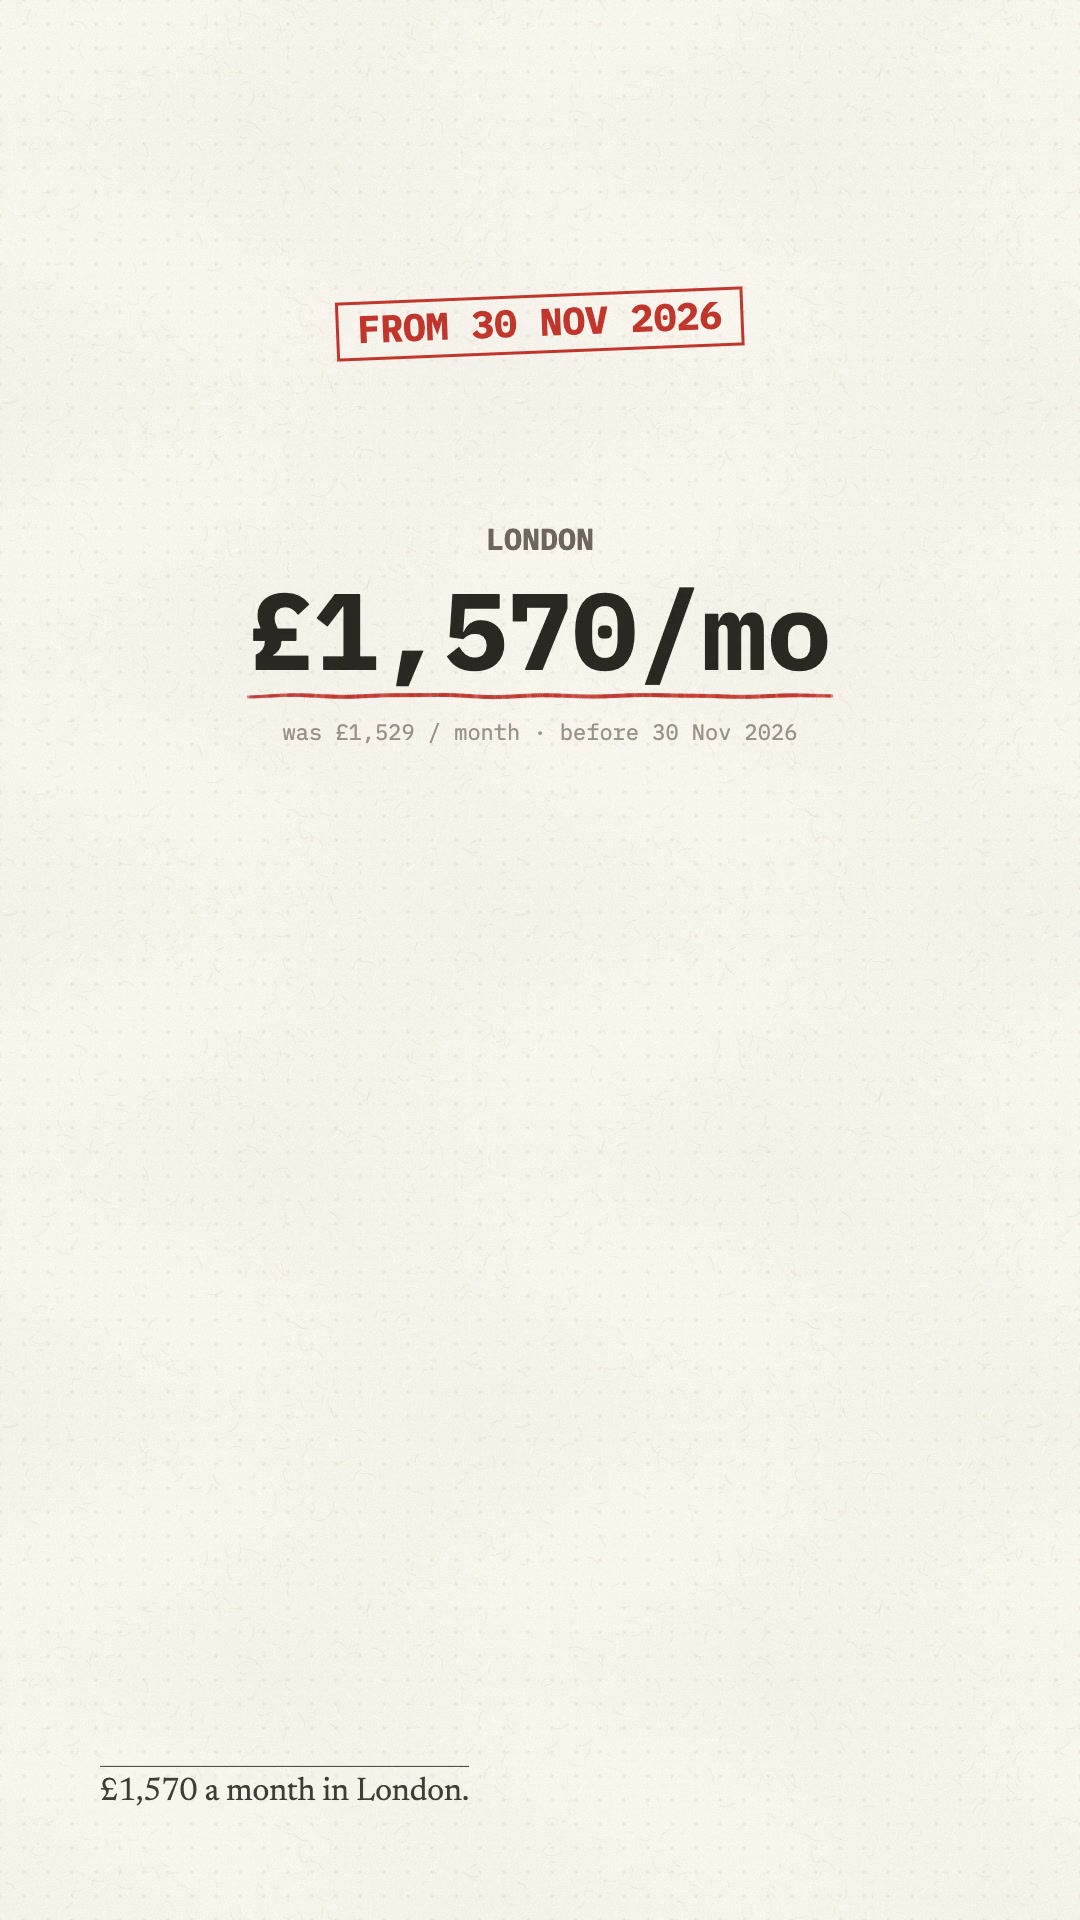 FROM 30 NOV 2026
LONDON
£1,570/mo
was £1,529 / month · before 30 Nov 2026
£1,570 a month in London.